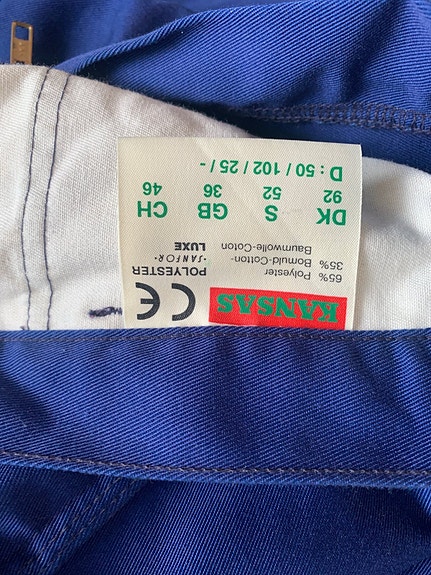 KANSAS
CE
65% Polyester
35% Bomuld-Cotton-
Baumwolle-Coton
POLYESTER
·SANFOR·
LUXE
DK S GB CH
92 52 36 46
D : 50 / 102 / 25 / -